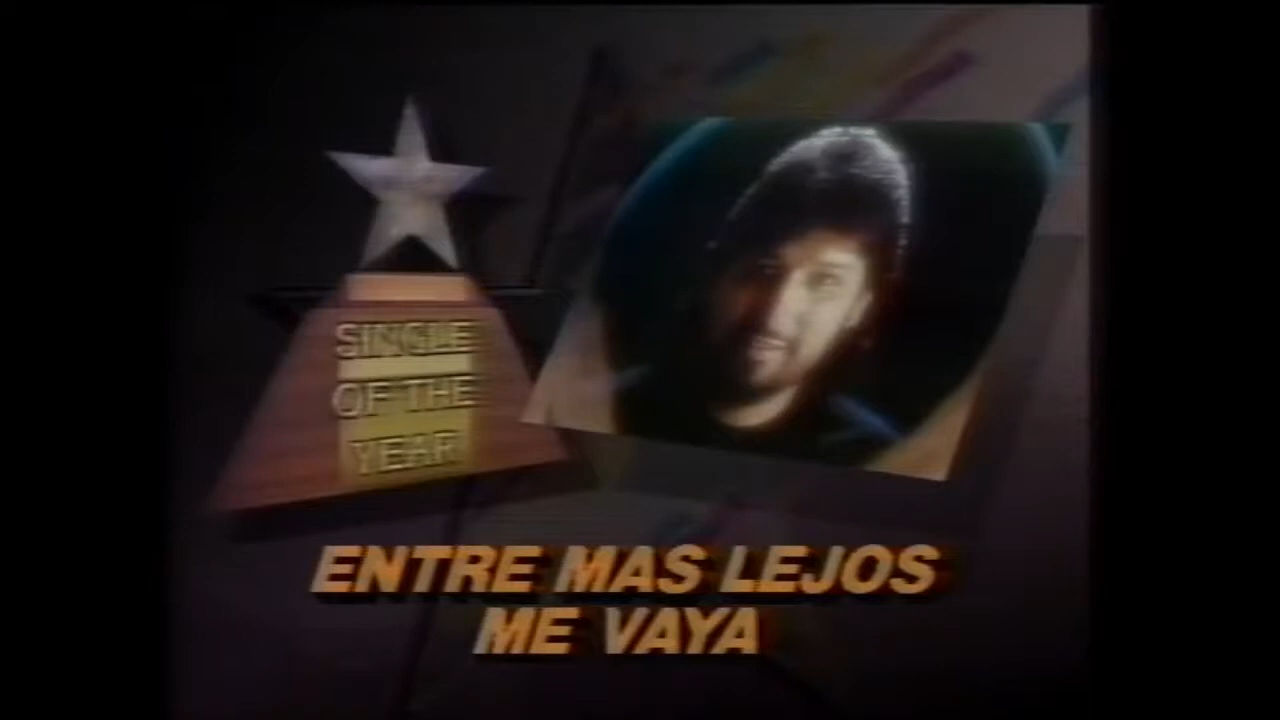 SINGLE
OF THE
YEAR
ENTRE MAS LEJOS
ME VAYA